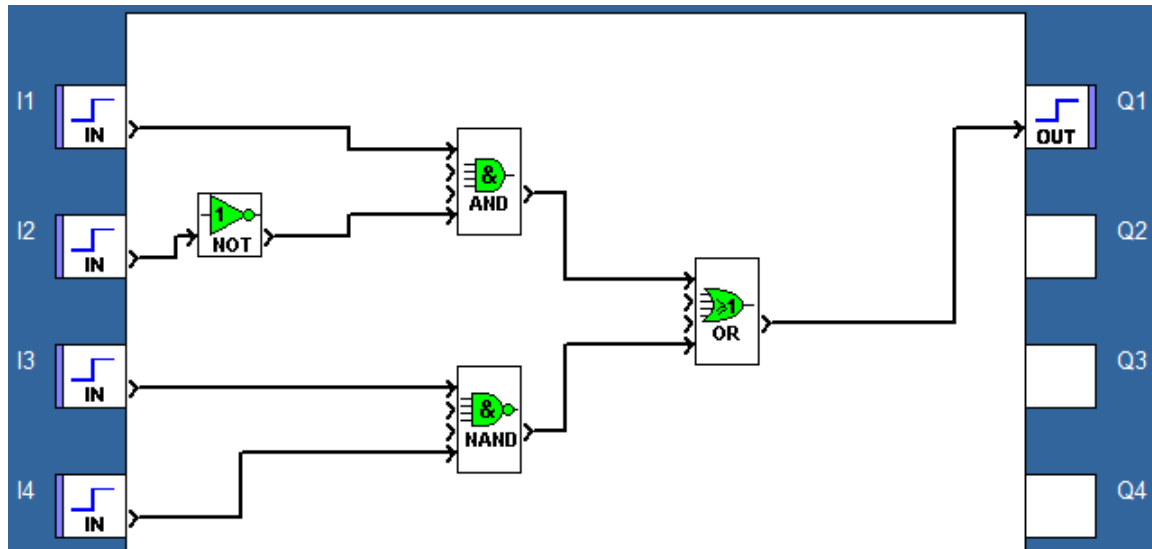 I1
IN
Q1
OUT
&
AND
1
NOT
I2
IN
Q2
≥1
OR
I3
IN
Q3
&
NAND
I4
IN
Q4